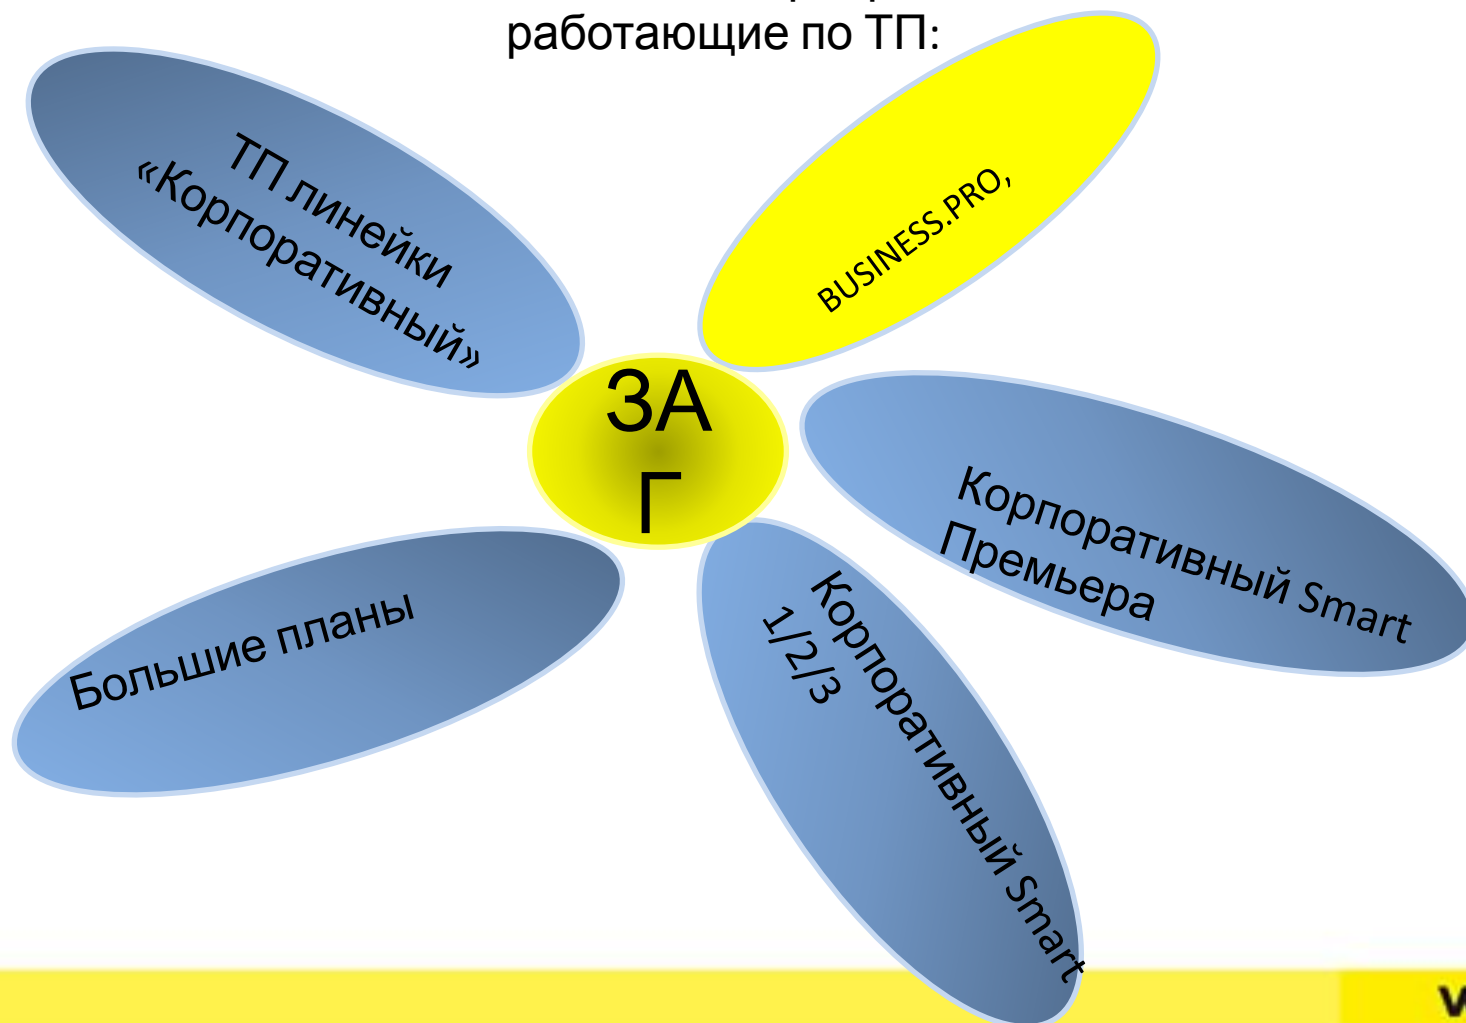 работающие по ТП:
ТП линейки
«Корпоративный»
BUSINESS.PRO,
ЗА
Г
Корпоративный Smart
Премьера
Корпоративный Smart
1/2/3
Большие планы